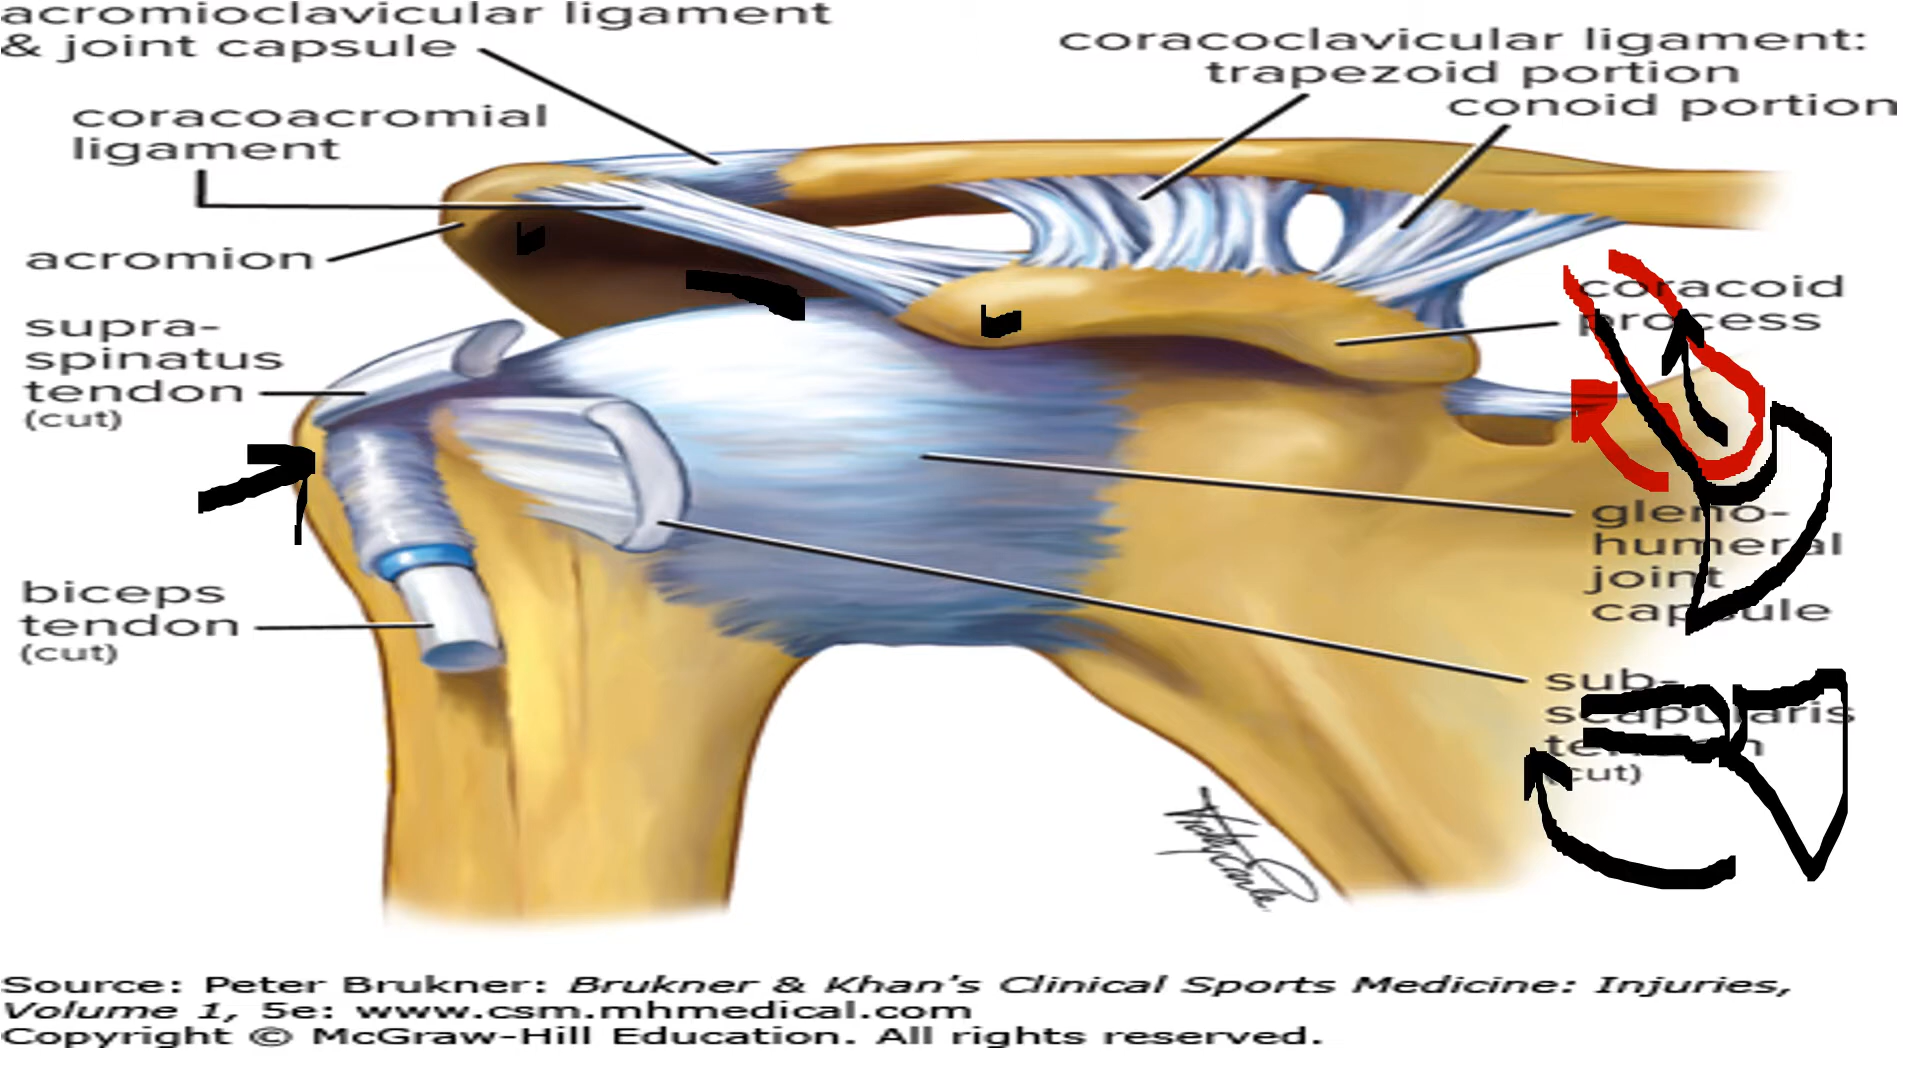 acromioclavicular ligament
& joint capsule
coracoclavicular ligament:
trapezoid portion
conoid portion
coracoacromial
ligament
acromion
supra-
spinatus
tendon
(cut)
biceps
tendon
(cut)
coracoid
process
gleno-
humeral
joint
capsule
sub-
scapularis
tendon
(cut)
Source: Peter Brukner: Brukner & Khan's Clinical Sports Medicine: Injuries,
Volume 1, 5e: www.csm.mhmedical.com
Copyright © McGraw-Hill Education. All rights reserved.